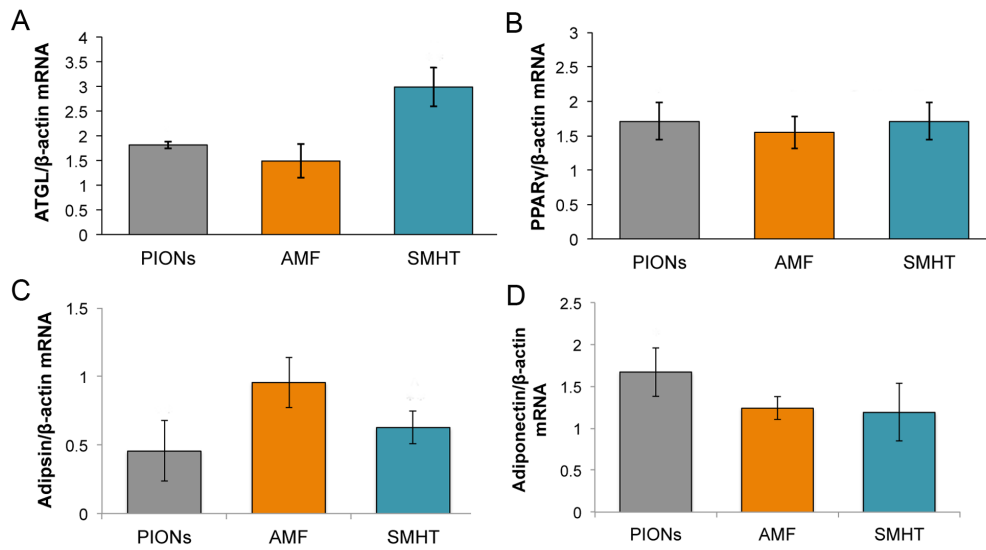 A
ATGL/β-actin mRNA
4
3.5
3
2.5
2
1.5
1
0.5
0
PIONs AMF SMHT
B
PPARγ/β-actin mRNA
3
2.5
2
1.5
1
0.5
0
PIONs AMF SMHT
C
Adipsin/β-actin mRNA
1.5
1
0.5
0
PIONs AMF SMHT
D
Adiponectin/β-actin
mRNA
2.5
2
1.5
1
0.5
0
PIONs AMF SMHT